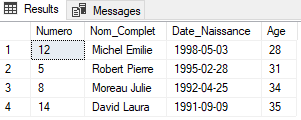 Results Messages
Numero Nom_Complet Date_Naissance Age
1 12 Michel Emilie 1998-05-03 28
2 5 Robert Pierre 1995-02-28 31
3 8 Moreau Julie 1992-04-25 34
4 14 David Laura 1991-09-09 35